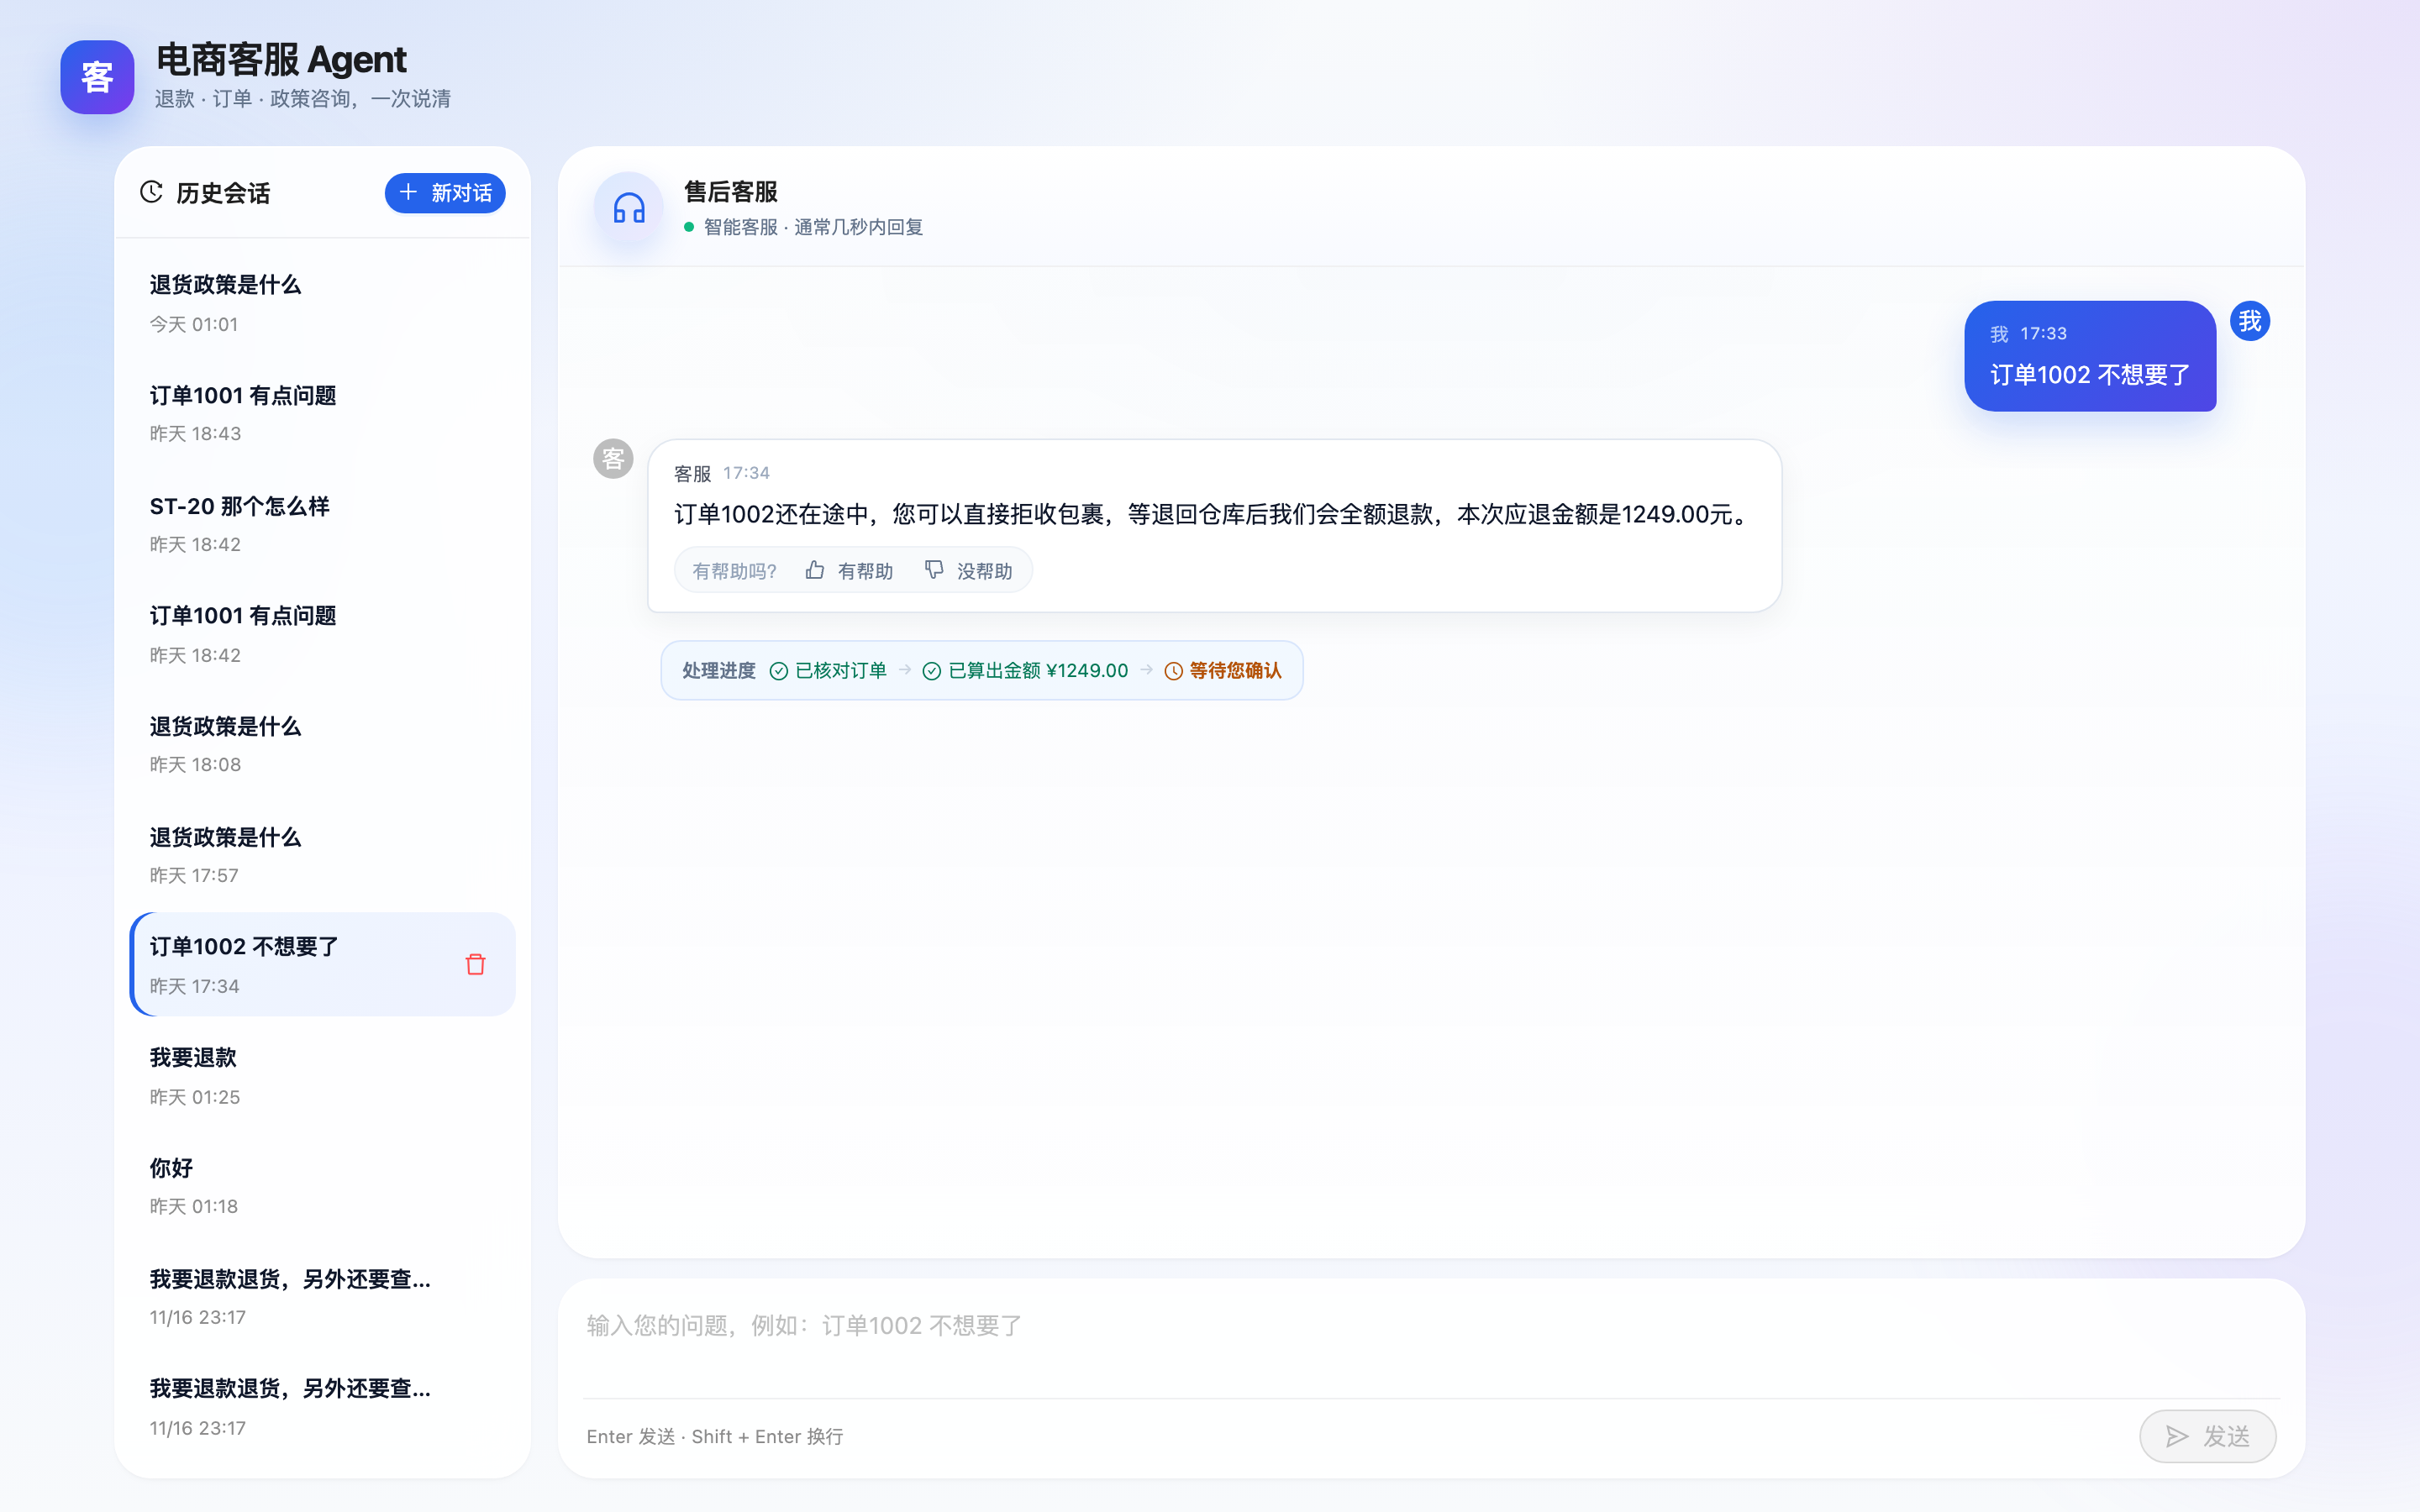 客
电商客服 Agent
退款 · 订单 · 政策咨询，一次说清
历史会话
新对话
退货政策是什么
今天 01:01
订单1001 有点问题
昨天 18:43
ST-20 那个怎么样
昨天 18:42
订单1001 有点问题
昨天 18:42
退货政策是什么
昨天 18:08
退货政策是什么
昨天 17:57
订单1002 不想要了
昨天 17:34
我要退款
昨天 01:25
你好
昨天 01:18
我要退款退货，另外还要查...
11/16 23:17
我要退款退货，另外还要查...
11/16 23:17
售后客服
智能客服 · 通常几秒内回复
我 17:33
订单1002 不想要了
我
客
客服 17:34
订单1002还在途中，您可以直接拒收包裹，等退回仓库后我们会全额退款，本次应退金额是1249.00元。
有帮助吗? 有帮助 没帮助
处理进度 已核对订单 → 已算出金额 ¥1249.00 → 等待您确认
输入您的问题，例如：订单1002 不想要了
Enter 发送 · Shift + Enter 换行
发送